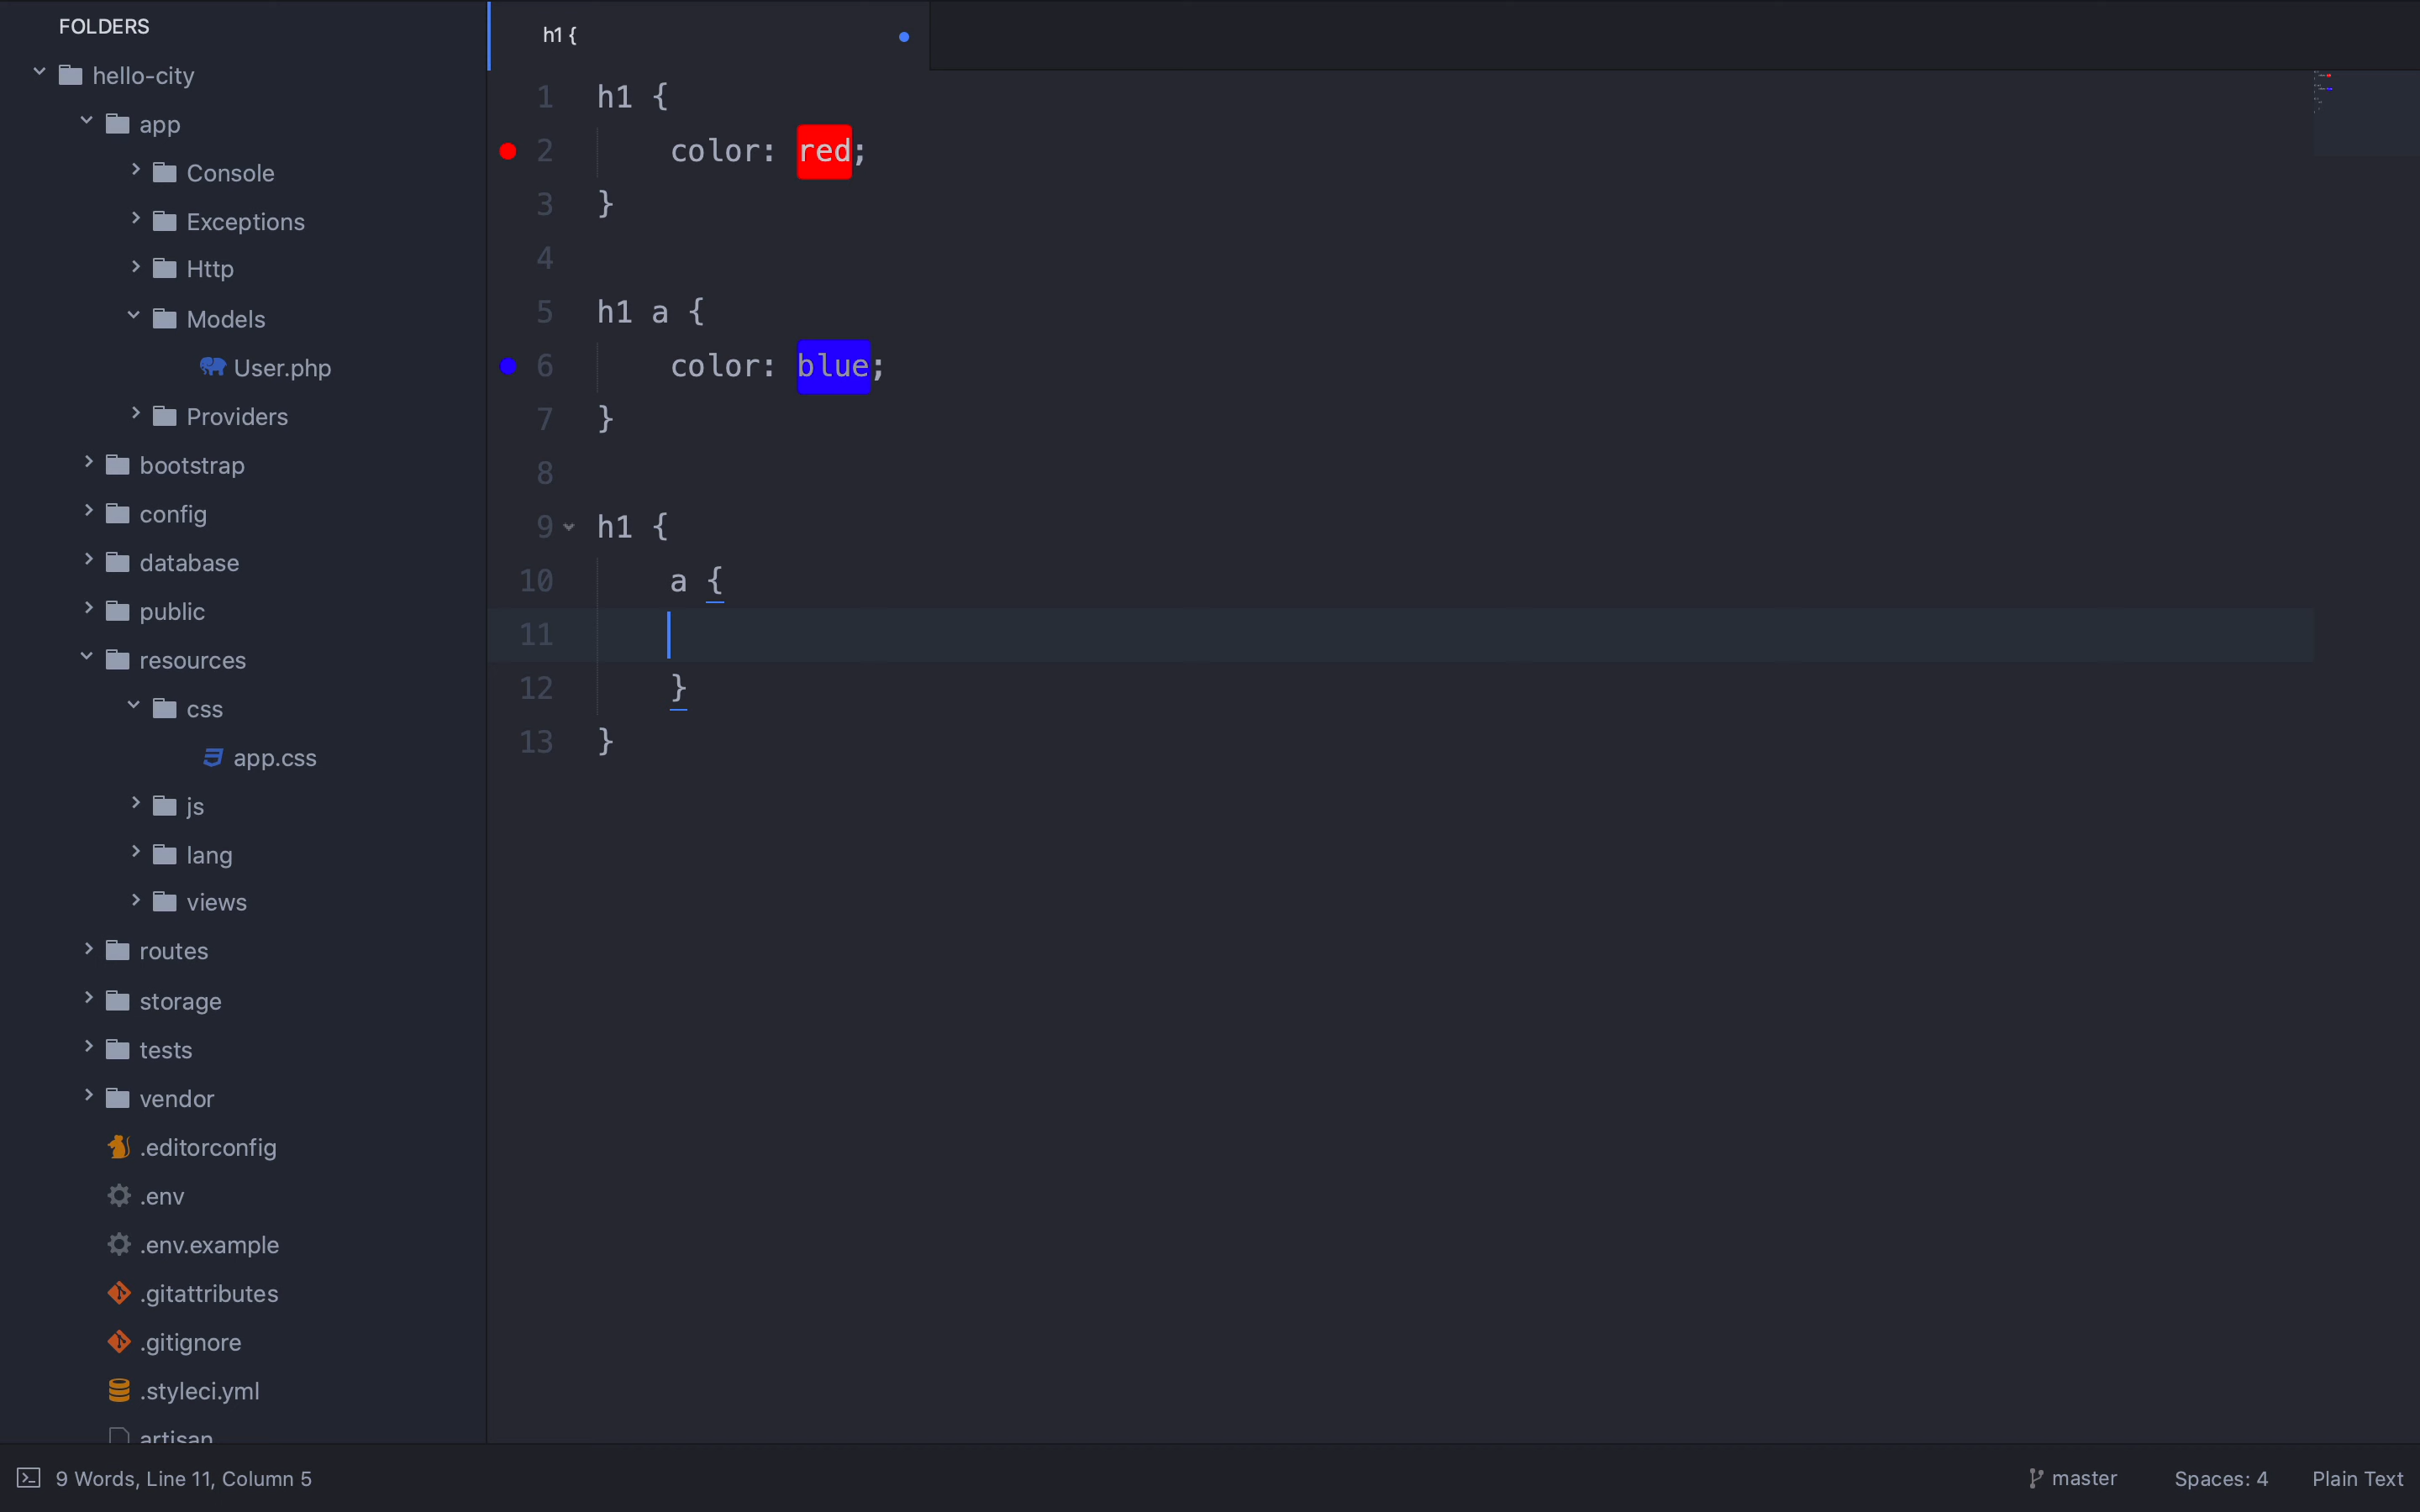 FOLDERS
hello-city
app
Console
Exceptions
Http
Models
User.php
Providers
bootstrap
config
database
public
resources
css
app.css
js
lang
views
routes
storage
tests
vendor
.editorconfig
.env
.env.example
.gitattributes
.gitignore
.styleci.yml
artisan
h1 {
1 h1 {
2 color: red;
3 }
4
5 h1 a {
6 color: blue;
7 }
8
9 h1 {
10 a {
11
12 }
13 }
9 Words, Line 11, Column 5
master
Spaces: 4
Plain Text